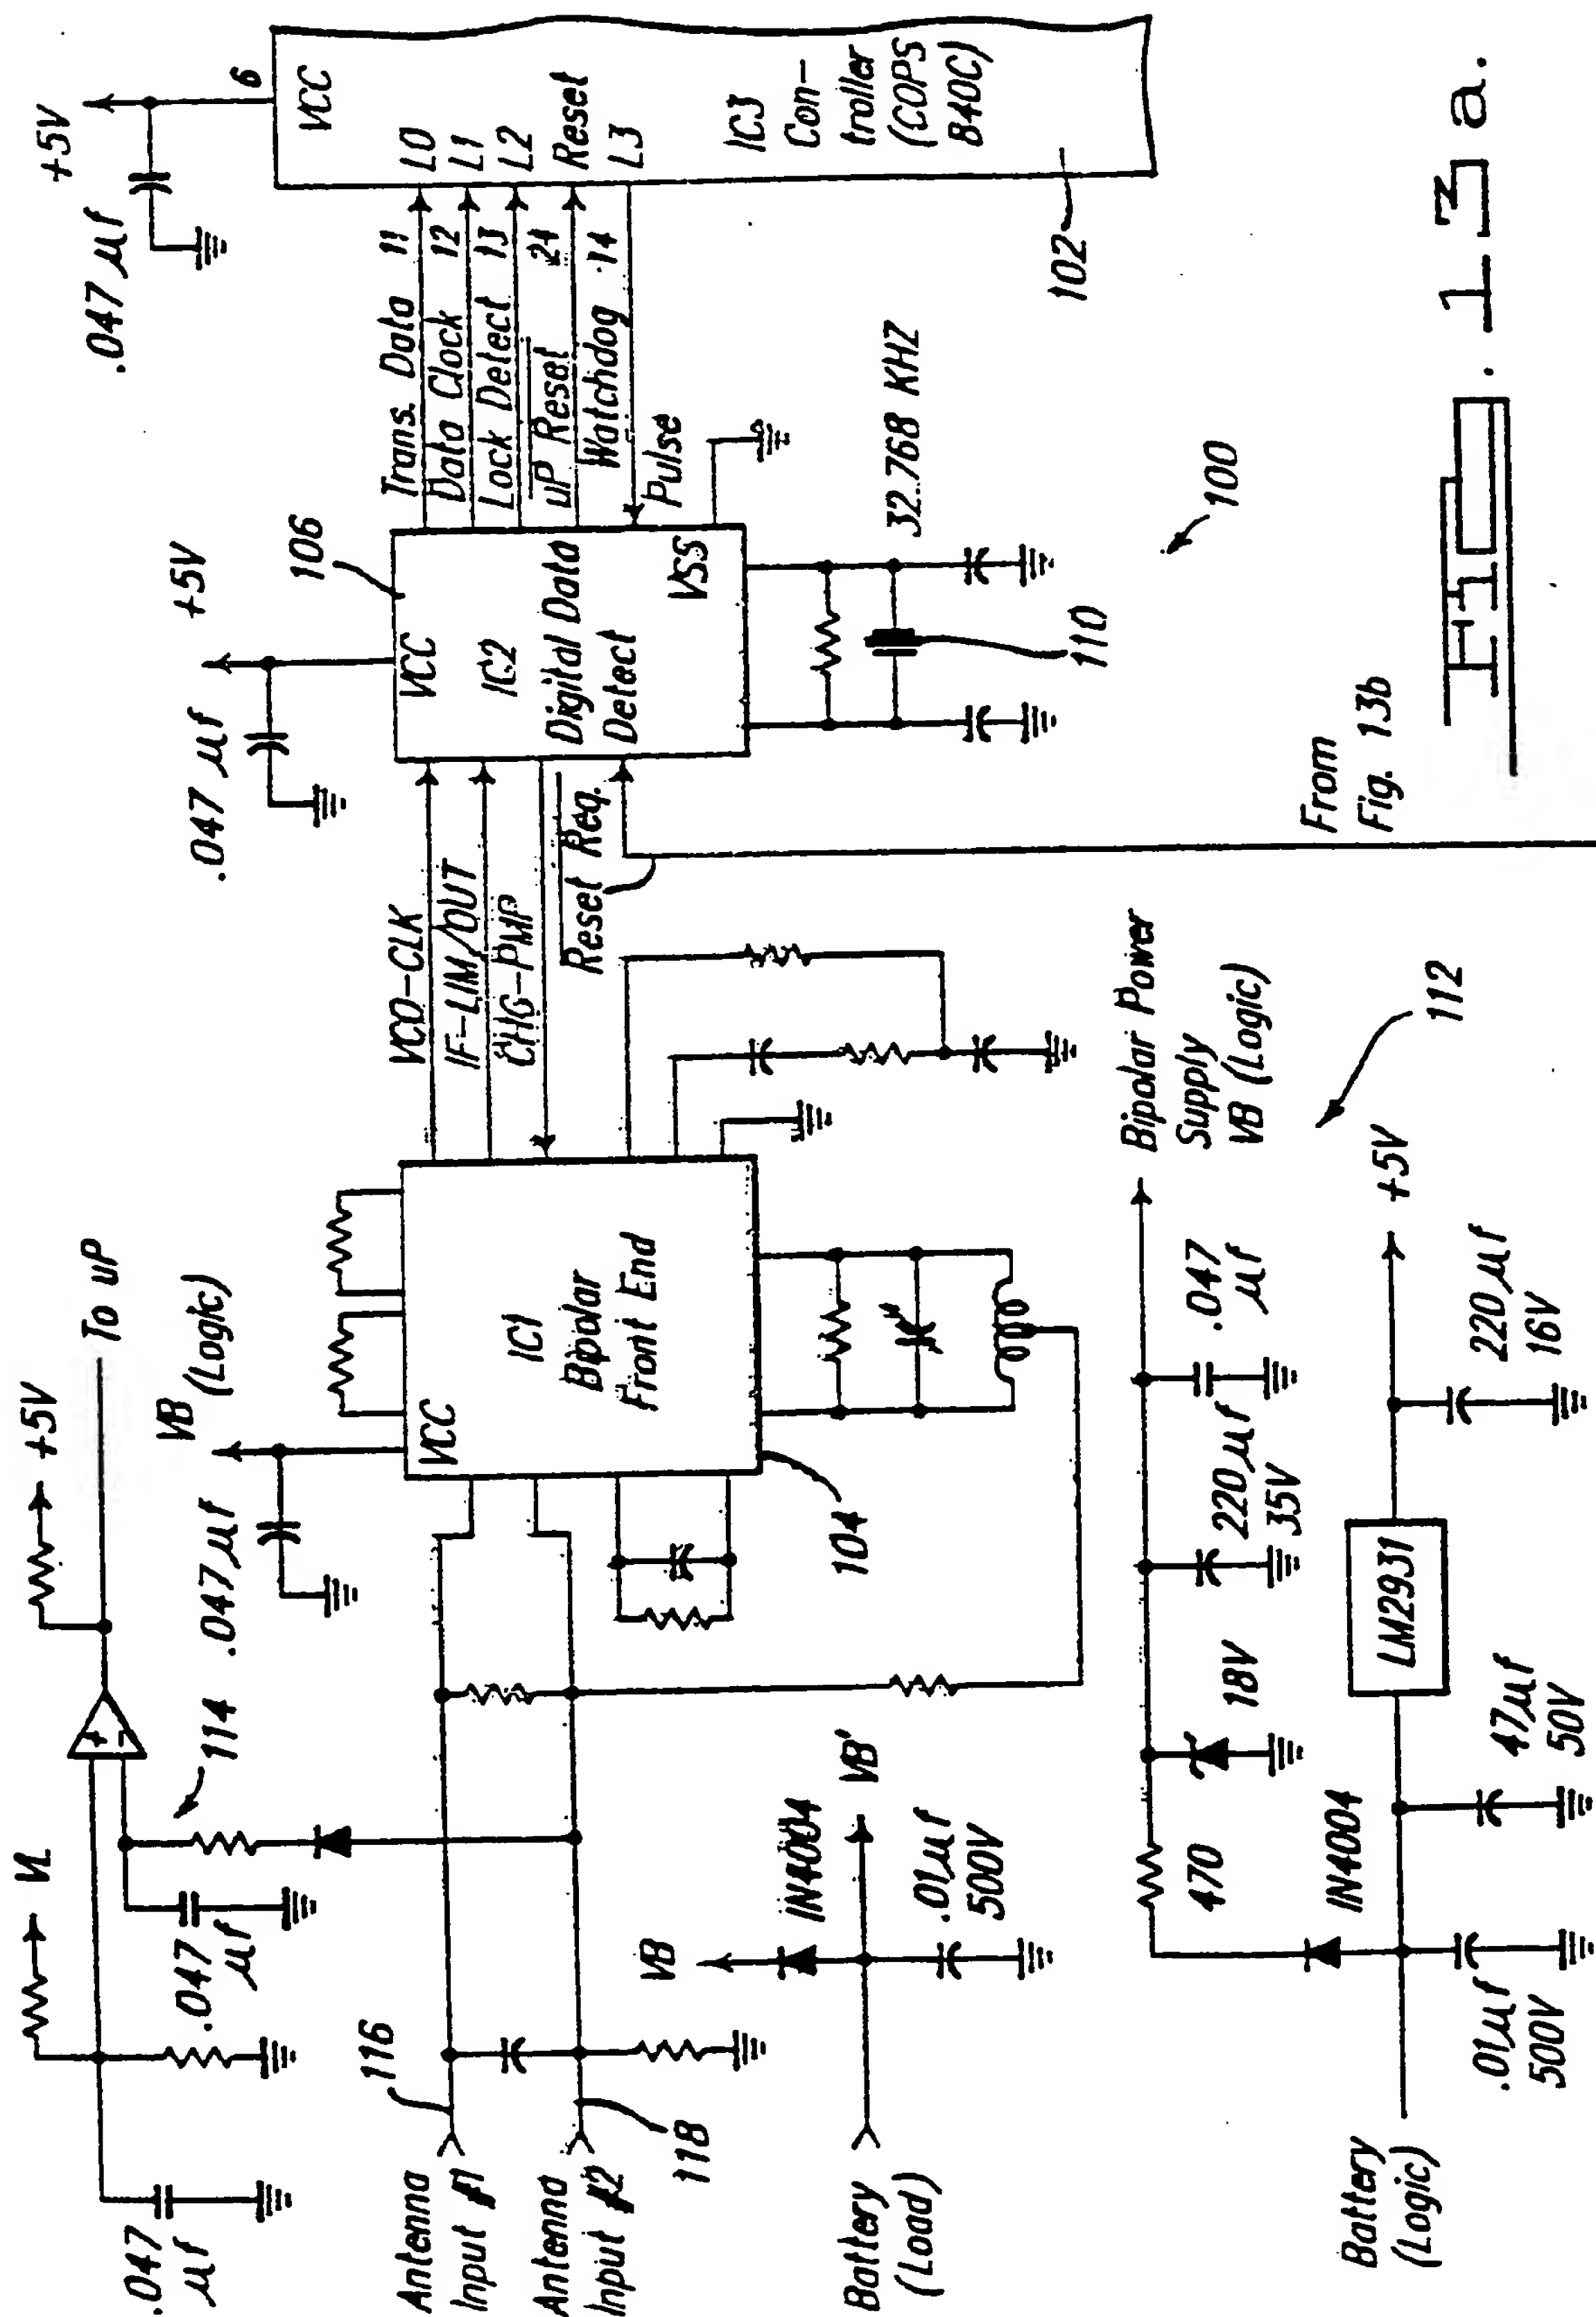 .047
µf
VL
.047
µf
+5V
To uP
114
.047 µf
VB
(Logic)
116
118
Antenna
Input #1
Antenna
Input #2
VCC
IC1
Bipolar
Front End
104
VCO-CLK
IF-LIM/OUT
CHG-PMP
Reset Req.
.047 µf
+5V
106
VCC
IC2
Digital Data
Detect
VSS
Trans. Data 11
Data Clock 12
Lock Detect 13
uP Reset 24
Watchdog 14
Pulse
32.768 KHZ
110
.047 µf
+5V
6
VCC
L0
L1
L2
Reset
L3
IC3
Con-
troller
(COPS
840C)
102
100
From
Fig. 13b
Battery
(Load)
VB
IN4004
VB'
.01µf
500V
Battery
(Logic)
.01µf
500V
IN4004
470
18V
220µf
35V
.047
µf
Bipolar Power
Supply
VB (Logic)
47µf
50V
LM2931
220µf
16V
+5V
112
Fig. 13a.